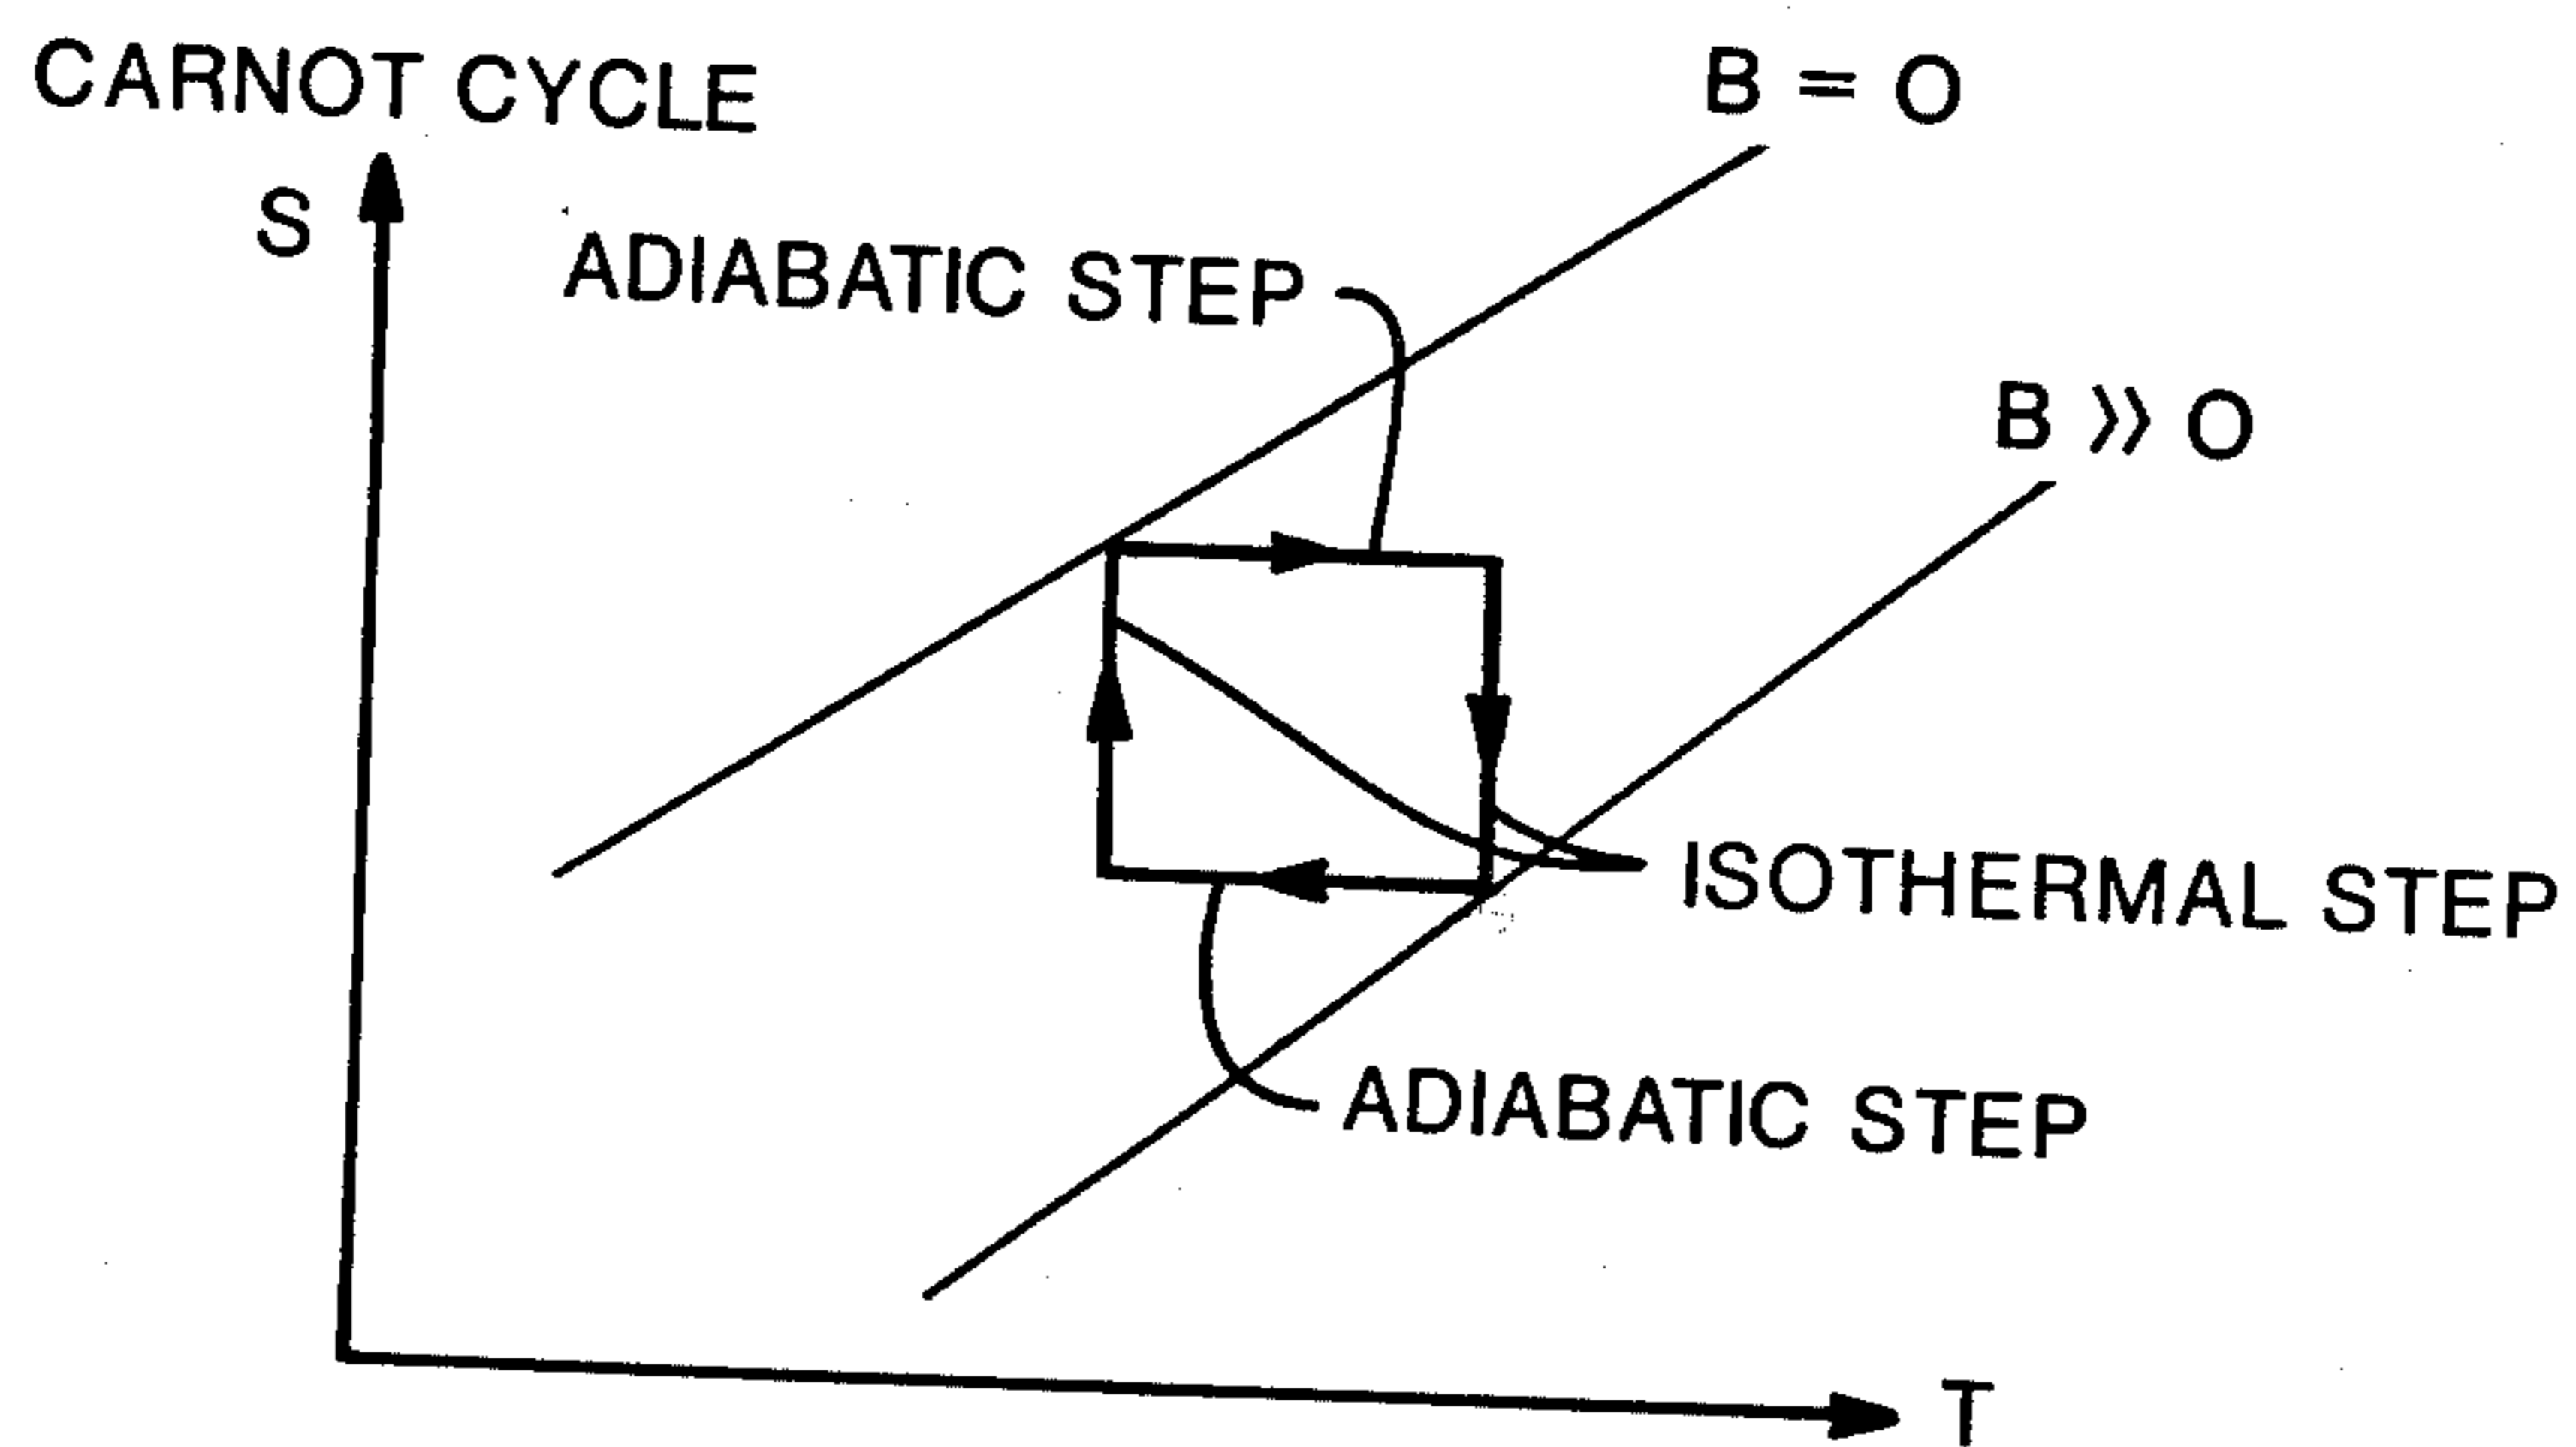 CARNOT CYCLE
B = O
S
ADIABATIC STEP
B >> O
ISOTHERMAL STEP
ADIABATIC STEP
T